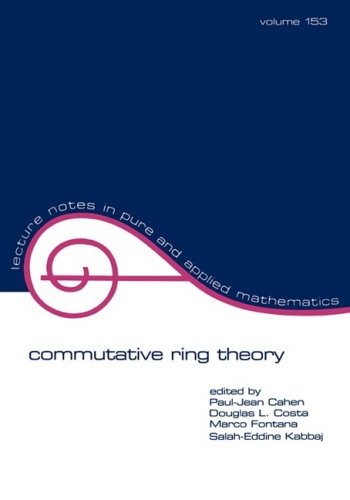 volume 153
lecture notes in pure and applied mathematics
commutative ring theory
edited by
Paul-Jean Cahen
Douglas L. Costa
Marco Fontana
Salah-Eddine Kabbaj